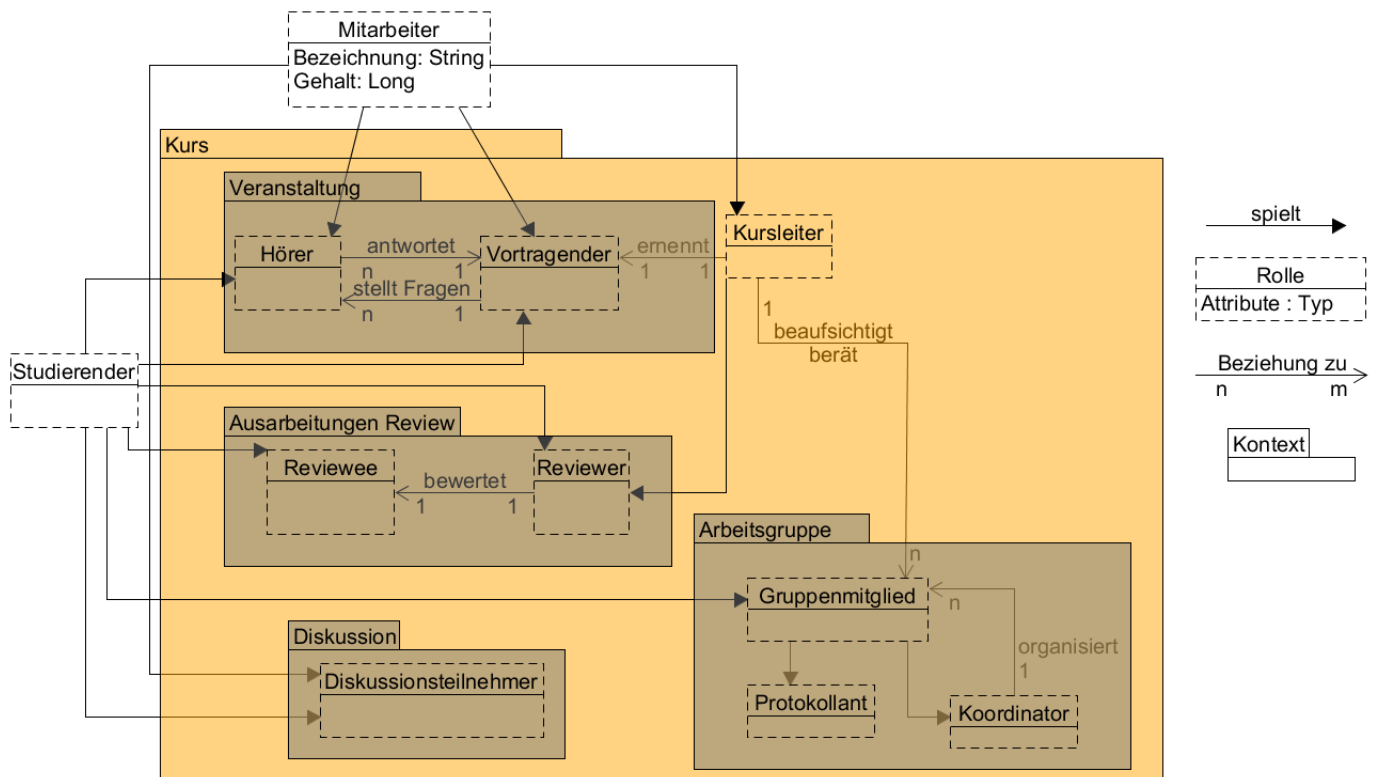 Mitarbeiter
Bezeichnung: String
Gehalt: Long
Kurs
Veranstaltung
Hörer
antwortet
n
1
stellt Fragen
n
1
Vortragender
ernennt
1
1
Kursleiter
1
beaufsichtigt
berät
n
Studierender
Ausarbeitungen Review
Reviewee
bewertet
1
1
Reviewer
Arbeitsgruppe
Gruppenmitglied
n
organisiert
1
Protokollant
Koordinator
Diskussion
Diskussionsteilnehmer
spielt
Rolle
Attribute : Typ
Beziehung zu
n
m
Kontext